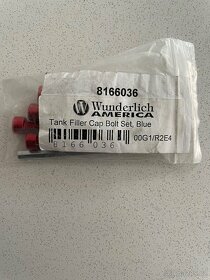 8166036
Wunderlich
AMERICA
Tank Filler Cap Bolt Set, Blue
00G1/R2E4
8166036